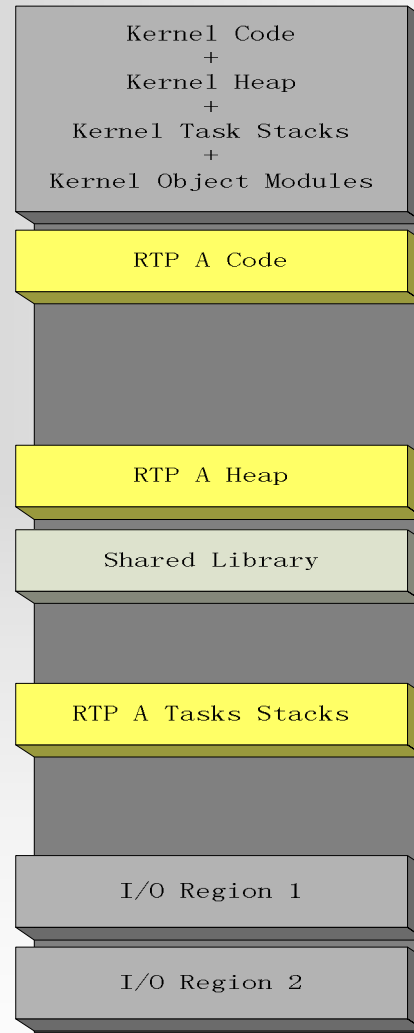 Kernel Code
+
Kernel Heap
+
Kernel Task Stacks
+
Kernel Object Modules
RTP A Code
RTP A Heap
Shared Library
RTP A Tasks Stacks
I/O Region 1
I/O Region 2